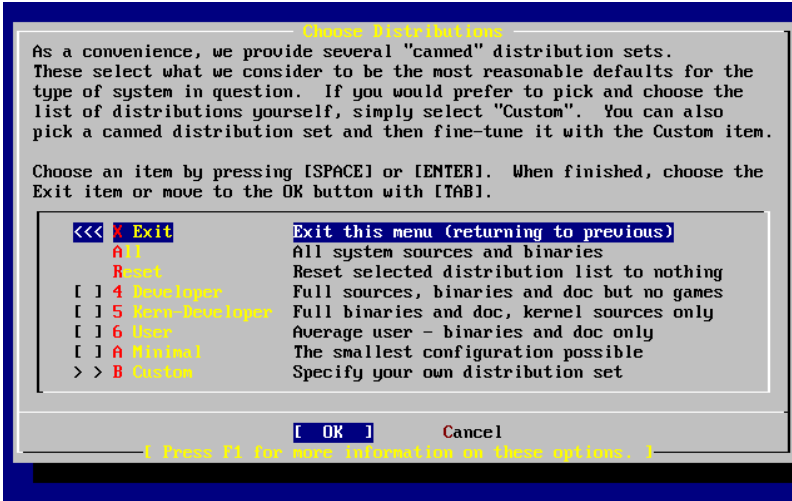 Choose Distributions
As a convenience, we provide several "canned" distribution sets.
These select what we consider to be the most reasonable defaults for the
type of system in question.  If you would prefer to pick and choose the
list of distributions yourself, simply select "Custom".  You can also
pick a canned distribution set and then fine-tune it with the Custom item.
Choose an item by pressing [SPACE] or [ENTER].  When finished, choose the
Exit item or move to the OK button with [TAB].
<<< X Exit Exit this menu (returning to previous)
All All system sources and binaries
Reset Reset selected distribution list to nothing
[ ] 4 Developer Full sources, binaries and doc but no games
[ ] 5 Kern-Developer Full binaries and doc, kernel sources only
[ ] 6 User Average user - binaries and doc only
[ ] A Minimal The smallest configuration possible
> > B Custom Specify your own distribution set
[ OK ] Cancel
[ Press F1 for more information on these options. ]